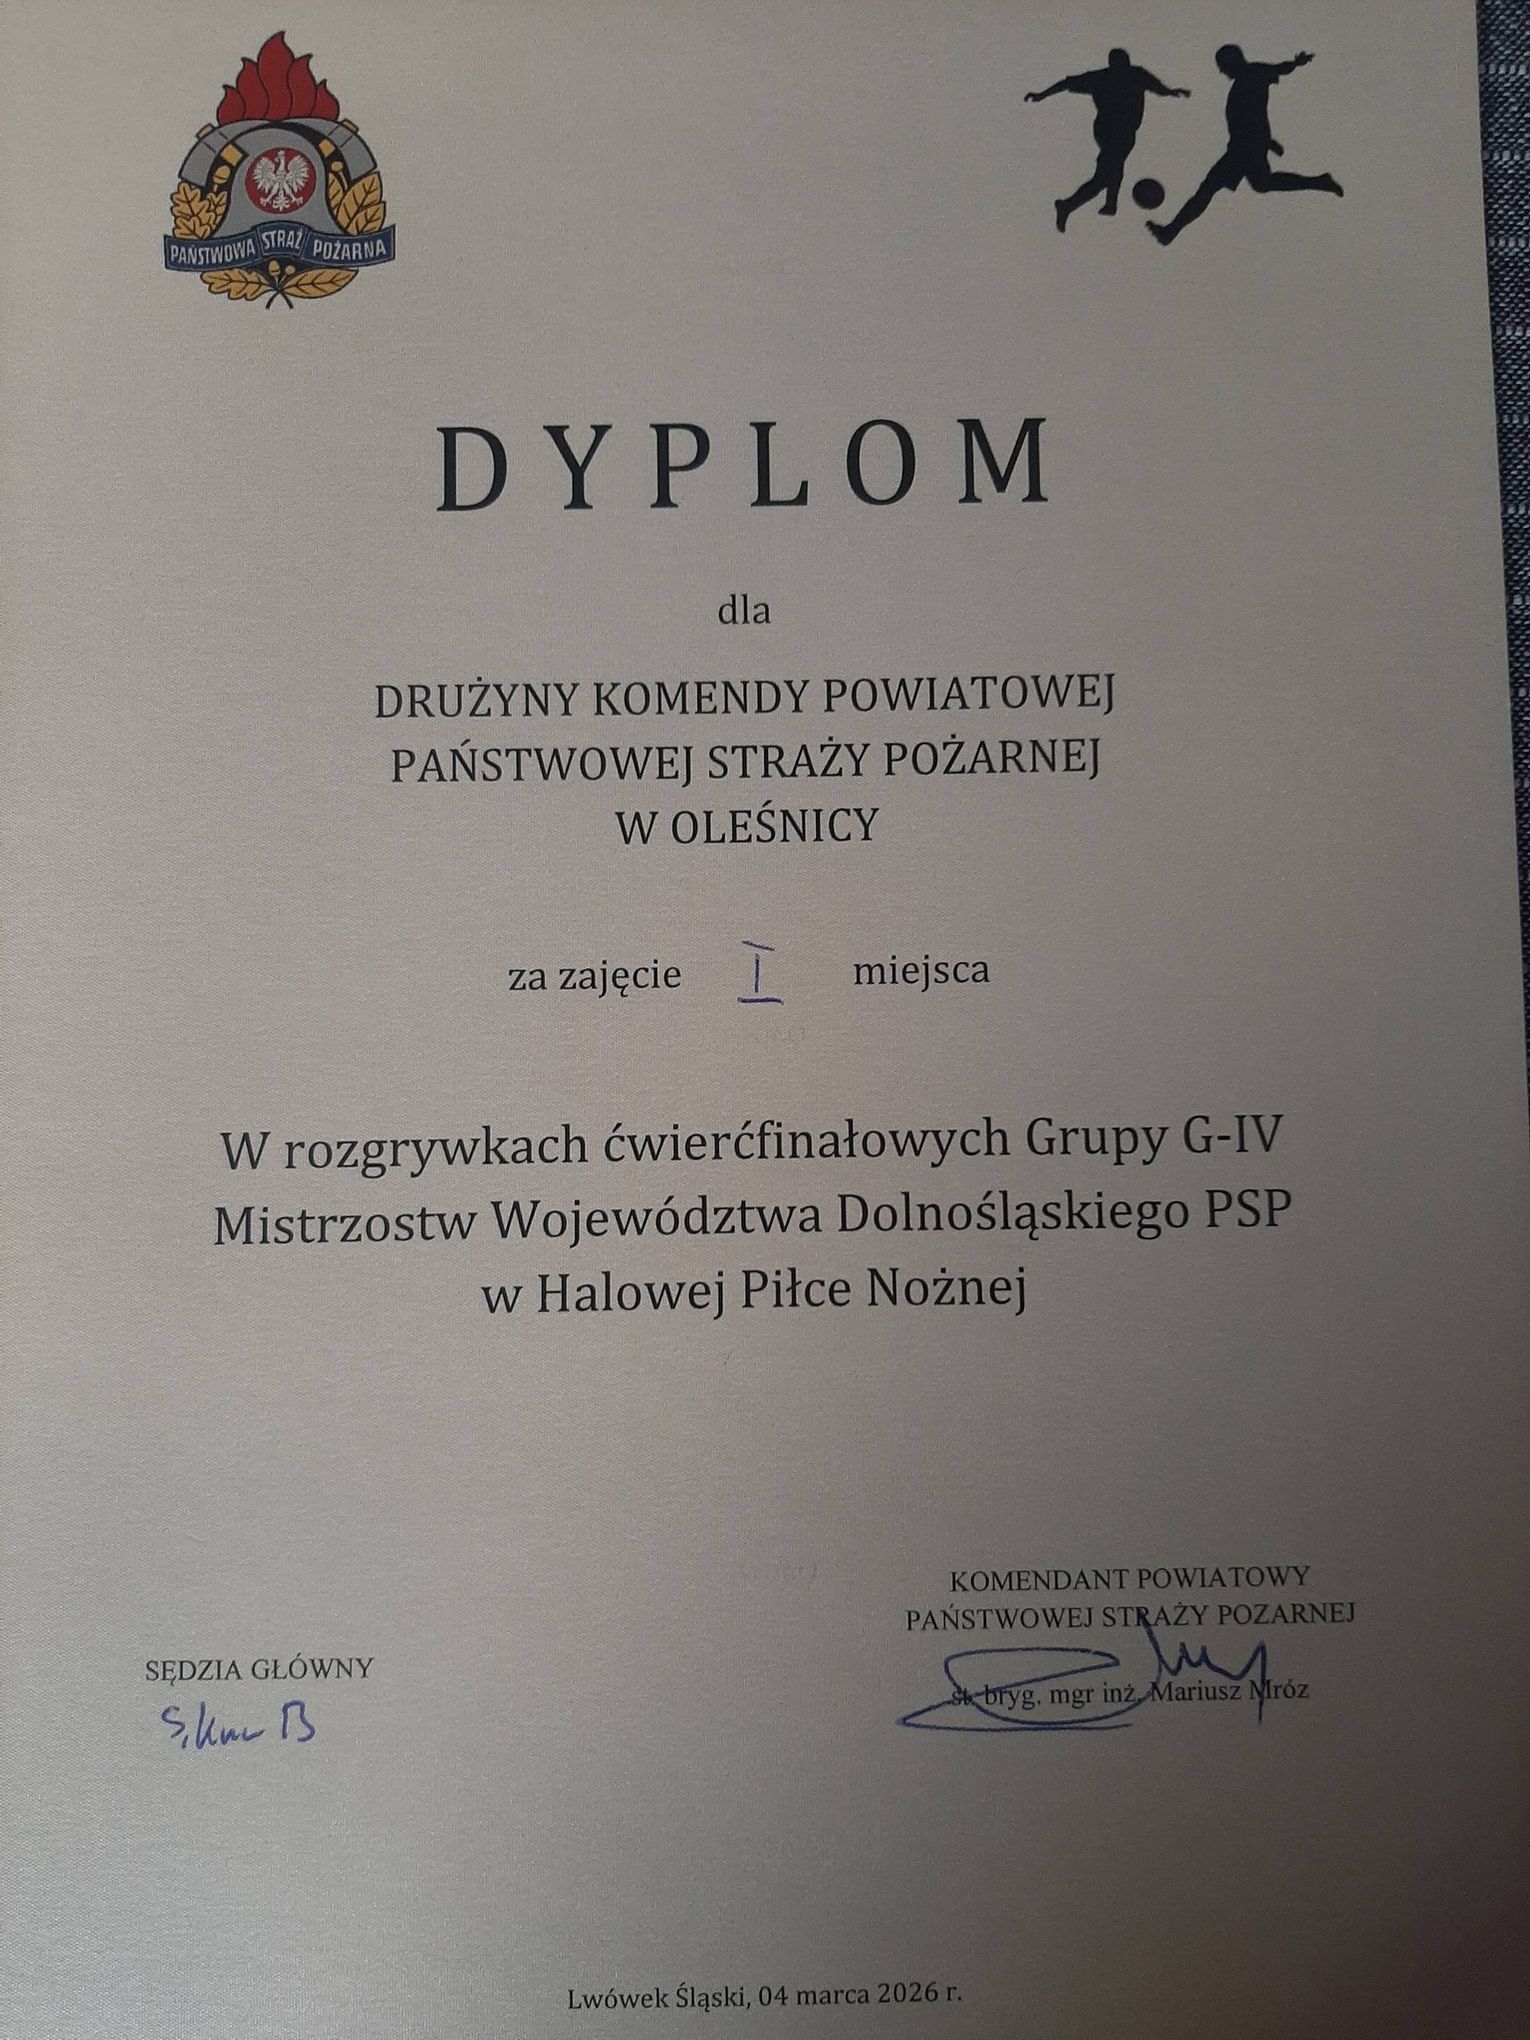 PAŃSTWOWA STRAŻ POŻARNA
DYPLOM
dla
DRUŻYNY KOMENDY POWIATOWEJ
PAŃSTWOWEJ STRAŻY POŻARNEJ
W OLEŚNICY
za zajęcie I miejsca
W rozgrywkach ćwierćfinałowych Grupy G-IV
Mistrzostw Województwa Dolnośląskiego PSP
w Halowej Piłce Nożnej
KOMENDANT POWIATOWY
PAŃSTWOWEJ STRAŻY POZARNEJ
st. bryg. mgr inż. Mariusz Mróz
SĘDZIA GŁÓWNY
Lwówek Śląski, 04 marca 2026 r.